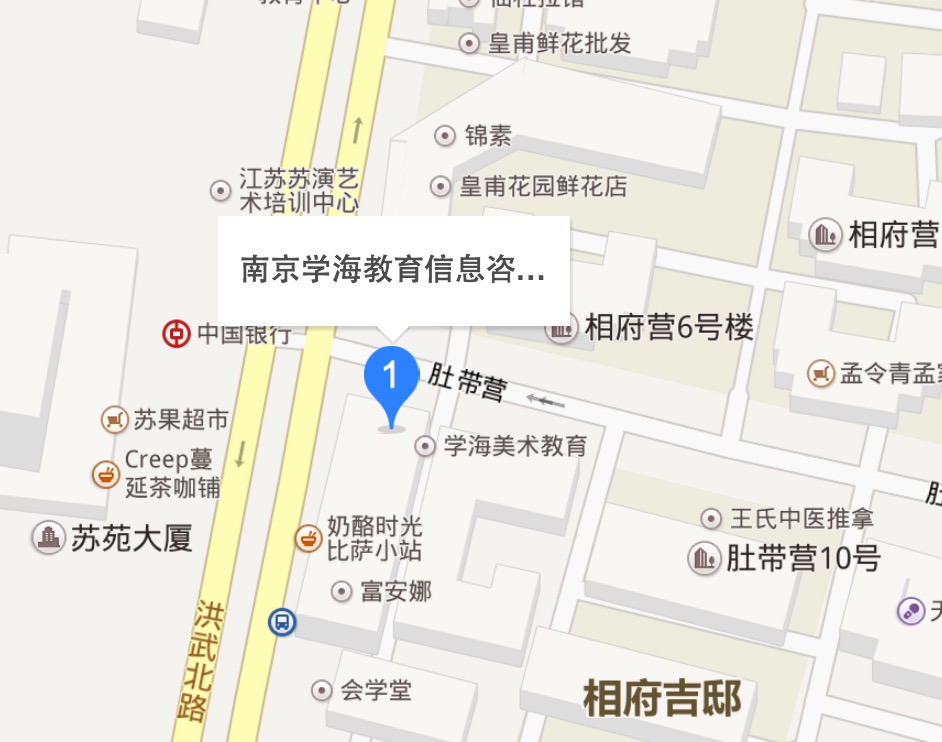 教育中心
皇甫鲜花批发
锦素
江苏苏演艺
术培训中心
皇甫花园鲜花店
相府营
南京学海教育信息咨...
中国银行
相府营6号楼
1
肚带营
孟令青孟
苏果超市
Creep蔓
延茶咖铺
学海美术教育
苏苑大厦
奶酪时光
比萨小站
王氏中医推拿
肚带营10号
富安娜
洪武北路
会学堂
相府吉邸